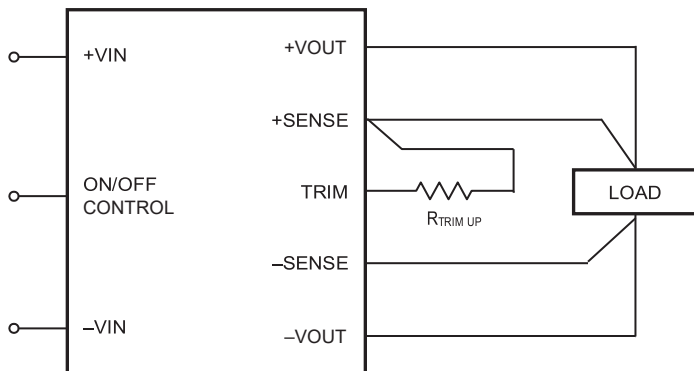 +VIN
ON/OFF
CONTROL
–VIN
+VOUT
+SENSE
TRIM
–SENSE
–VOUT
RTRIM UP
LOAD